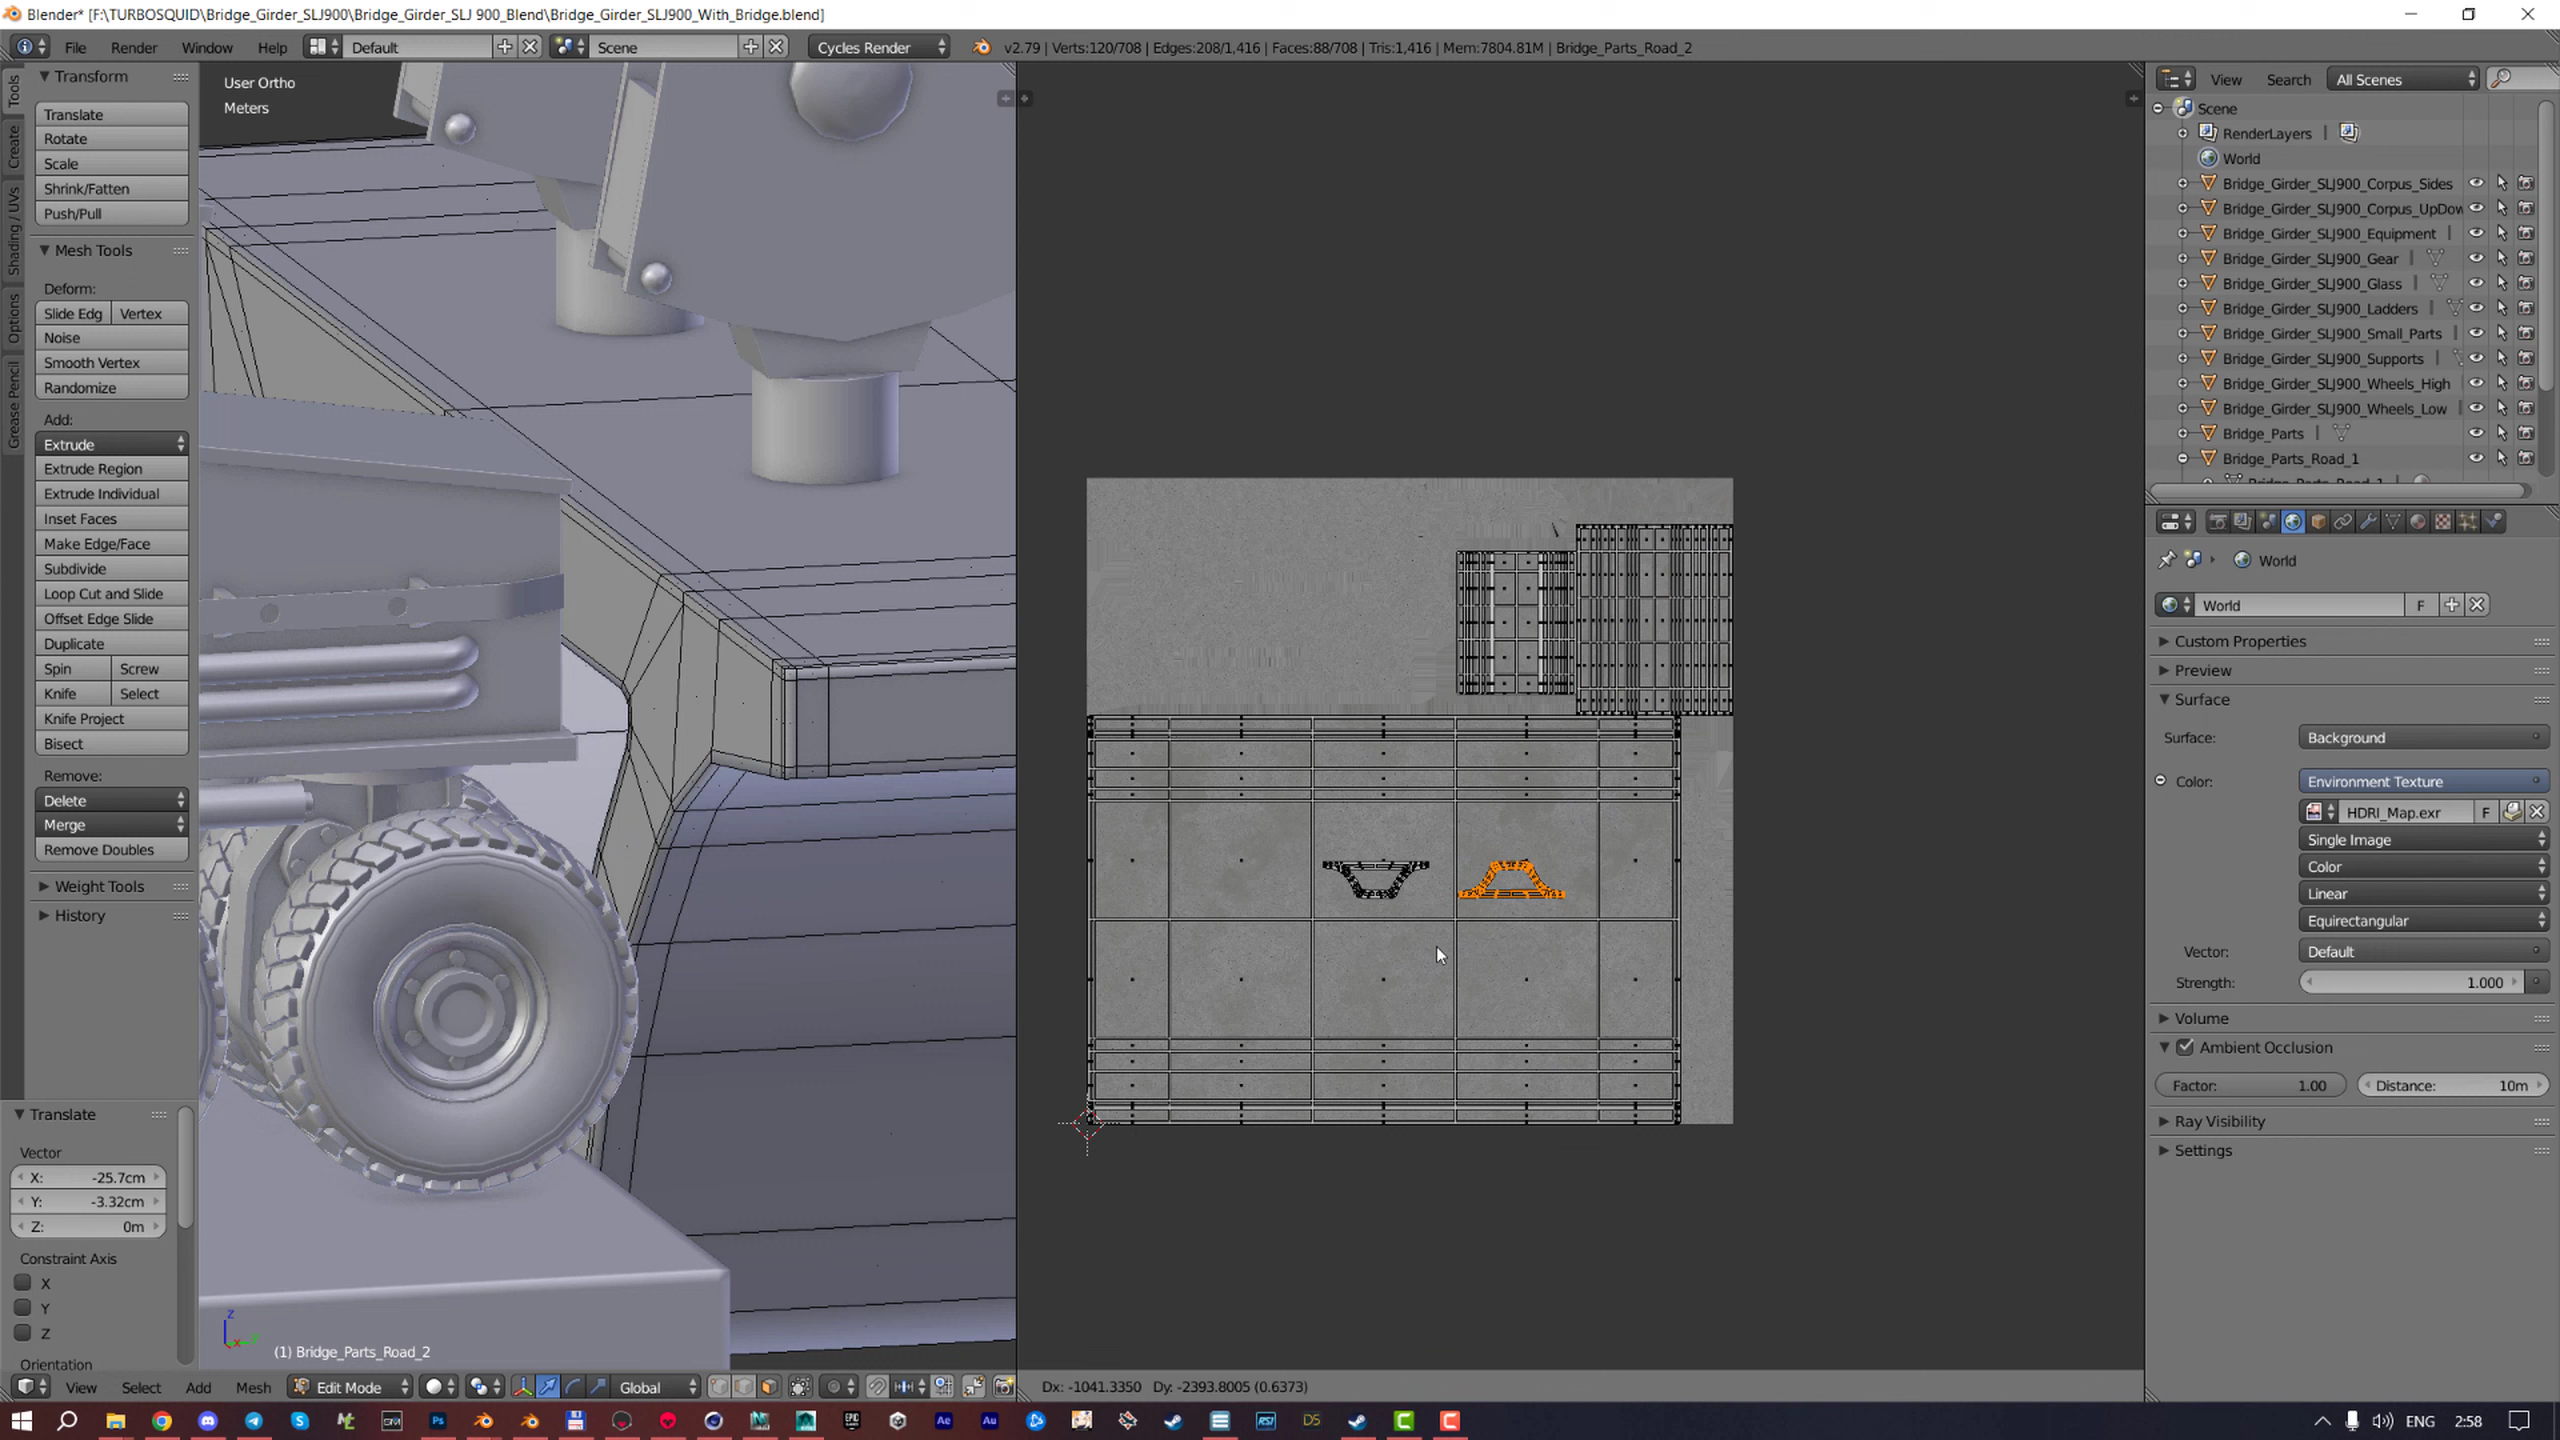 Blender* [F:\TURBOSQUID\Bridge_Girder_SLJ900\Bridge_Girder_SLJ 900_Blend\Bridge_Girder_SLJ900_With_Bridge.blend]
File Render Window Help Default Scene Cycles Render v2.79 | Verts:120/708 | Edges:208/1,416 | Faces:88/708 | Tris:1,416 | Mem:7804.81M | Bridge_Parts_Road_2
Tools
Create
Shading / UVs
Options
Grease Pencil
Transform
Translate
Rotate
Scale
Shrink/Fatten
Push/Pull
Mesh Tools
Deform:
Slide Edg Vertex
Noise
Smooth Vertex
Randomize
Add:
Extrude
Extrude Region
Extrude Individual
Inset Faces
Make Edge/Face
Subdivide
Loop Cut and Slide
Offset Edge Slide
Duplicate
Spin Screw
Knife Select
Knife Project
Bisect
Remove:
Delete
Merge
Remove Doubles
Weight Tools
History
Translate
Vector
X: -25.7cm
Y: -3.32cm
Z: 0m
Constraint Axis
X
Y
Z
Orientation
User Ortho
Meters
z
(1) Bridge_Parts_Road_2
View Select Add Mesh Edit Mode Global
Dx: -1041.3350 Dy: -2393.8005 (0.6373)
View Search All Scenes
Scene
RenderLayers |
World
Bridge_Girder_SLJ900_Corpus_Sides
Bridge_Girder_SLJ900_Corpus_UpDow
Bridge_Girder_SLJ900_Equipment |
Bridge_Girder_SLJ900_Gear |
Bridge_Girder_SLJ900_Glass |
Bridge_Girder_SLJ900_Ladders |
Bridge_Girder_SLJ900_Small_Parts |
Bridge_Girder_SLJ900_Supports |
Bridge_Girder_SLJ900_Wheels_High
Bridge_Girder_SLJ900_Wheels_Low
Bridge_Parts |
Bridge_Parts_Road_1
World
World F
Custom Properties
Preview
Surface
Surface: Background
Color: Environment Texture
HDRI_Map.exr F
Single Image
Color
Linear
Equirectangular
Vector: Default
Strength: 1.000
Volume
Ambient Occlusion
Factor: 1.00 Distance: 10m
Ray Visibility
Settings
Ps Ae Au EPIC GAMES RSI DS ENG 2:58